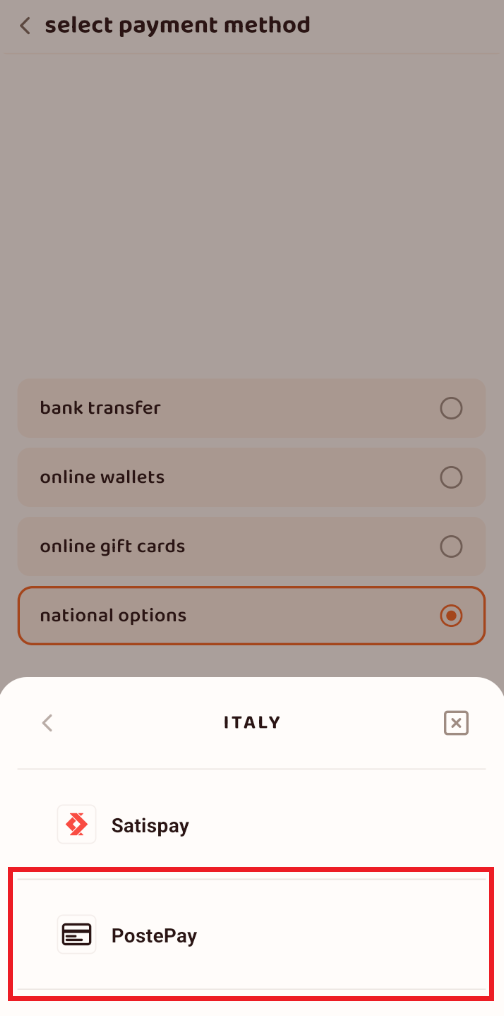 select payment method
bank transfer
online wallets
online gift cards
national options
ITALY
Satispay
PostePay